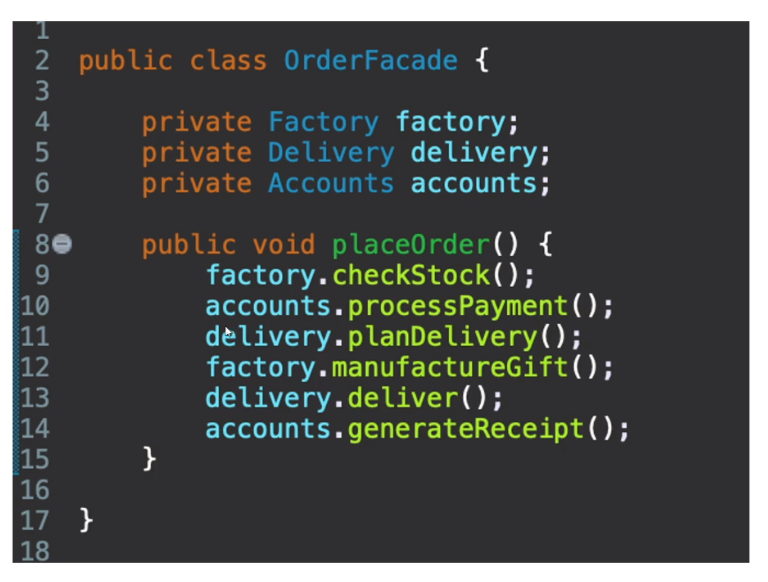 1
2 public class OrderFacade {
3
4 private Factory factory;
5 private Delivery delivery;
6 private Accounts accounts;
7
8 public void placeOrder() {
9 factory.checkStock();
10 accounts.processPayment();
11 delivery.planDelivery();
12 factory.manufactureGift();
13 delivery.deliver();
14 accounts.generateReceipt();
15 }
16
17 }
18